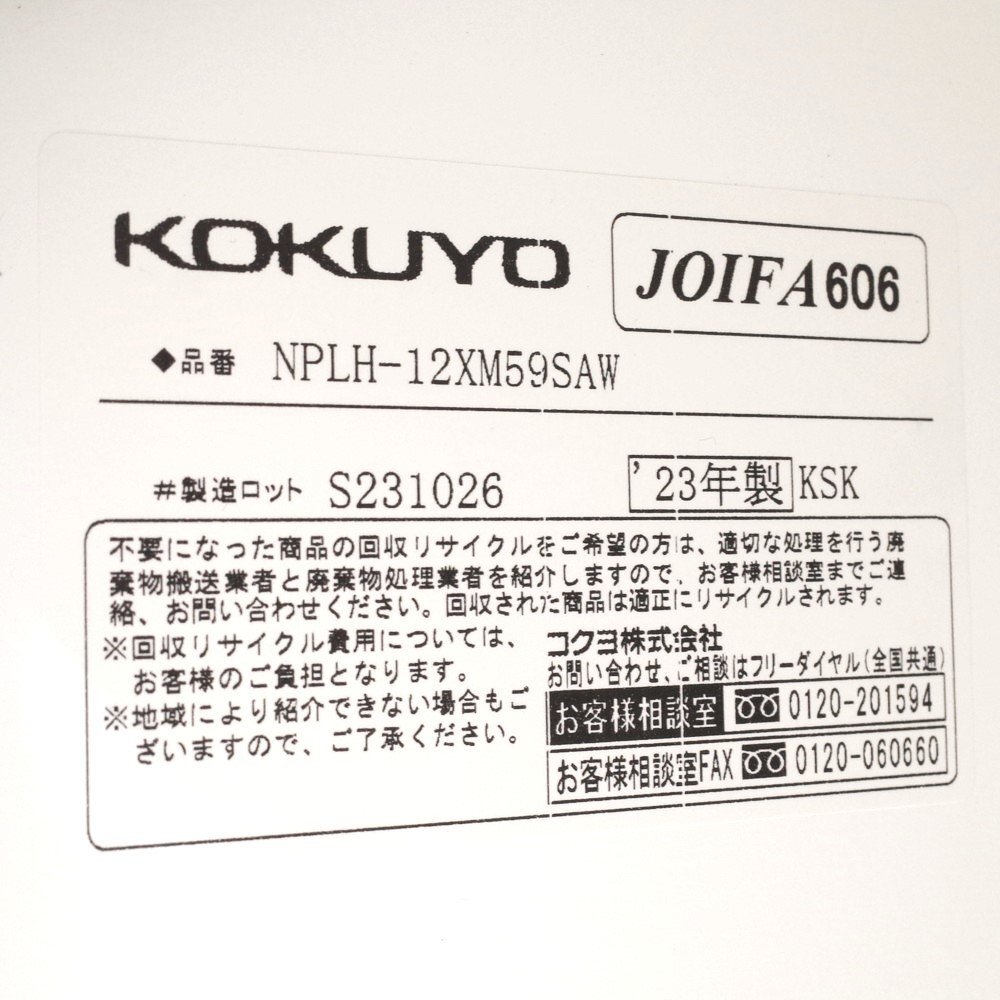 KOKUYO
JOIFA606
◆品番 NPLH-12XM59SAW
#製造ロット S231026
'23年製 KSK
不要になった商品の回収リサイクルをご希望の方は、適切な処理を行う廃
棄物搬送業者と廃棄物処理業者を紹介しますので、お客様相談室までご連
絡、お問い合わせください。回収された商品は適正にリサイクルされます。
※回収リサイクル費用については、
お客様のご負担となります。
※地域により紹介できない場合もご
ざいますので、ご了承ください。
コクヨ株式会社
お問い合わせ、ご相談はフリーダイヤル(全国共通)
お客様相談室 0120-201594
お客様相談室FAX 0120-060660